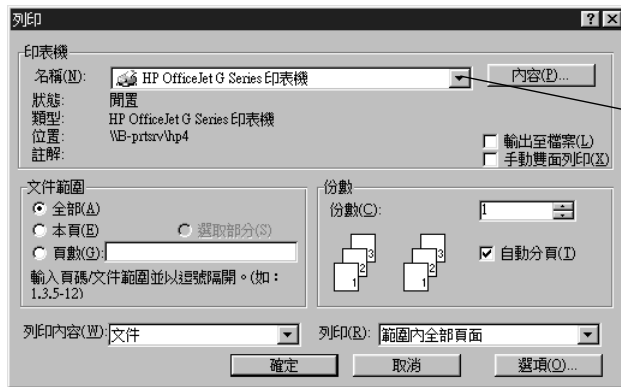 列印
印表機
名稱(N): HP OfficeJet G Series 印表機 內容(P)...
狀態: 閒置
類型: HP OfficeJet G Series 印表機
位置: \\B-prtsrv\hp4
註解:
輸出至檔案(L)
手動雙面列印(X)
文件範圍
全部(A)
本頁(E) 選取部分(S)
頁數(G):
輸入頁碼/文件範圍並以逗號隔開。(如：
1.3.5-12)
份數
份數(C): 1
自動分頁(T)
列印內容(W): 文件
列印(R): 範圍內全部頁面
確定 取消 選項(O)...